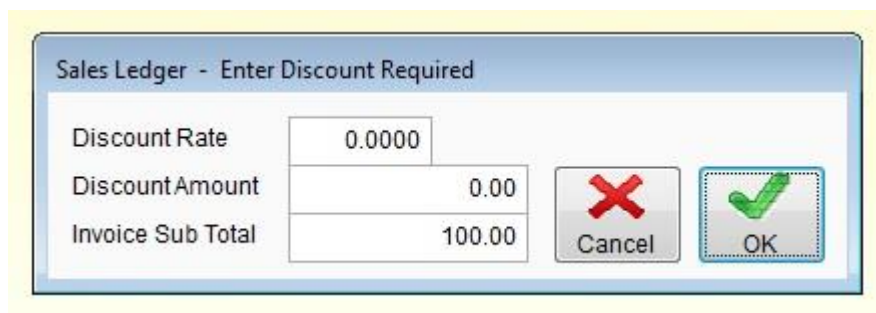 Sales Ledger - Enter Discount Required
Discount Rate 0.0000
Discount Amount 0.00
Invoice Sub Total 100.00
Cancel OK